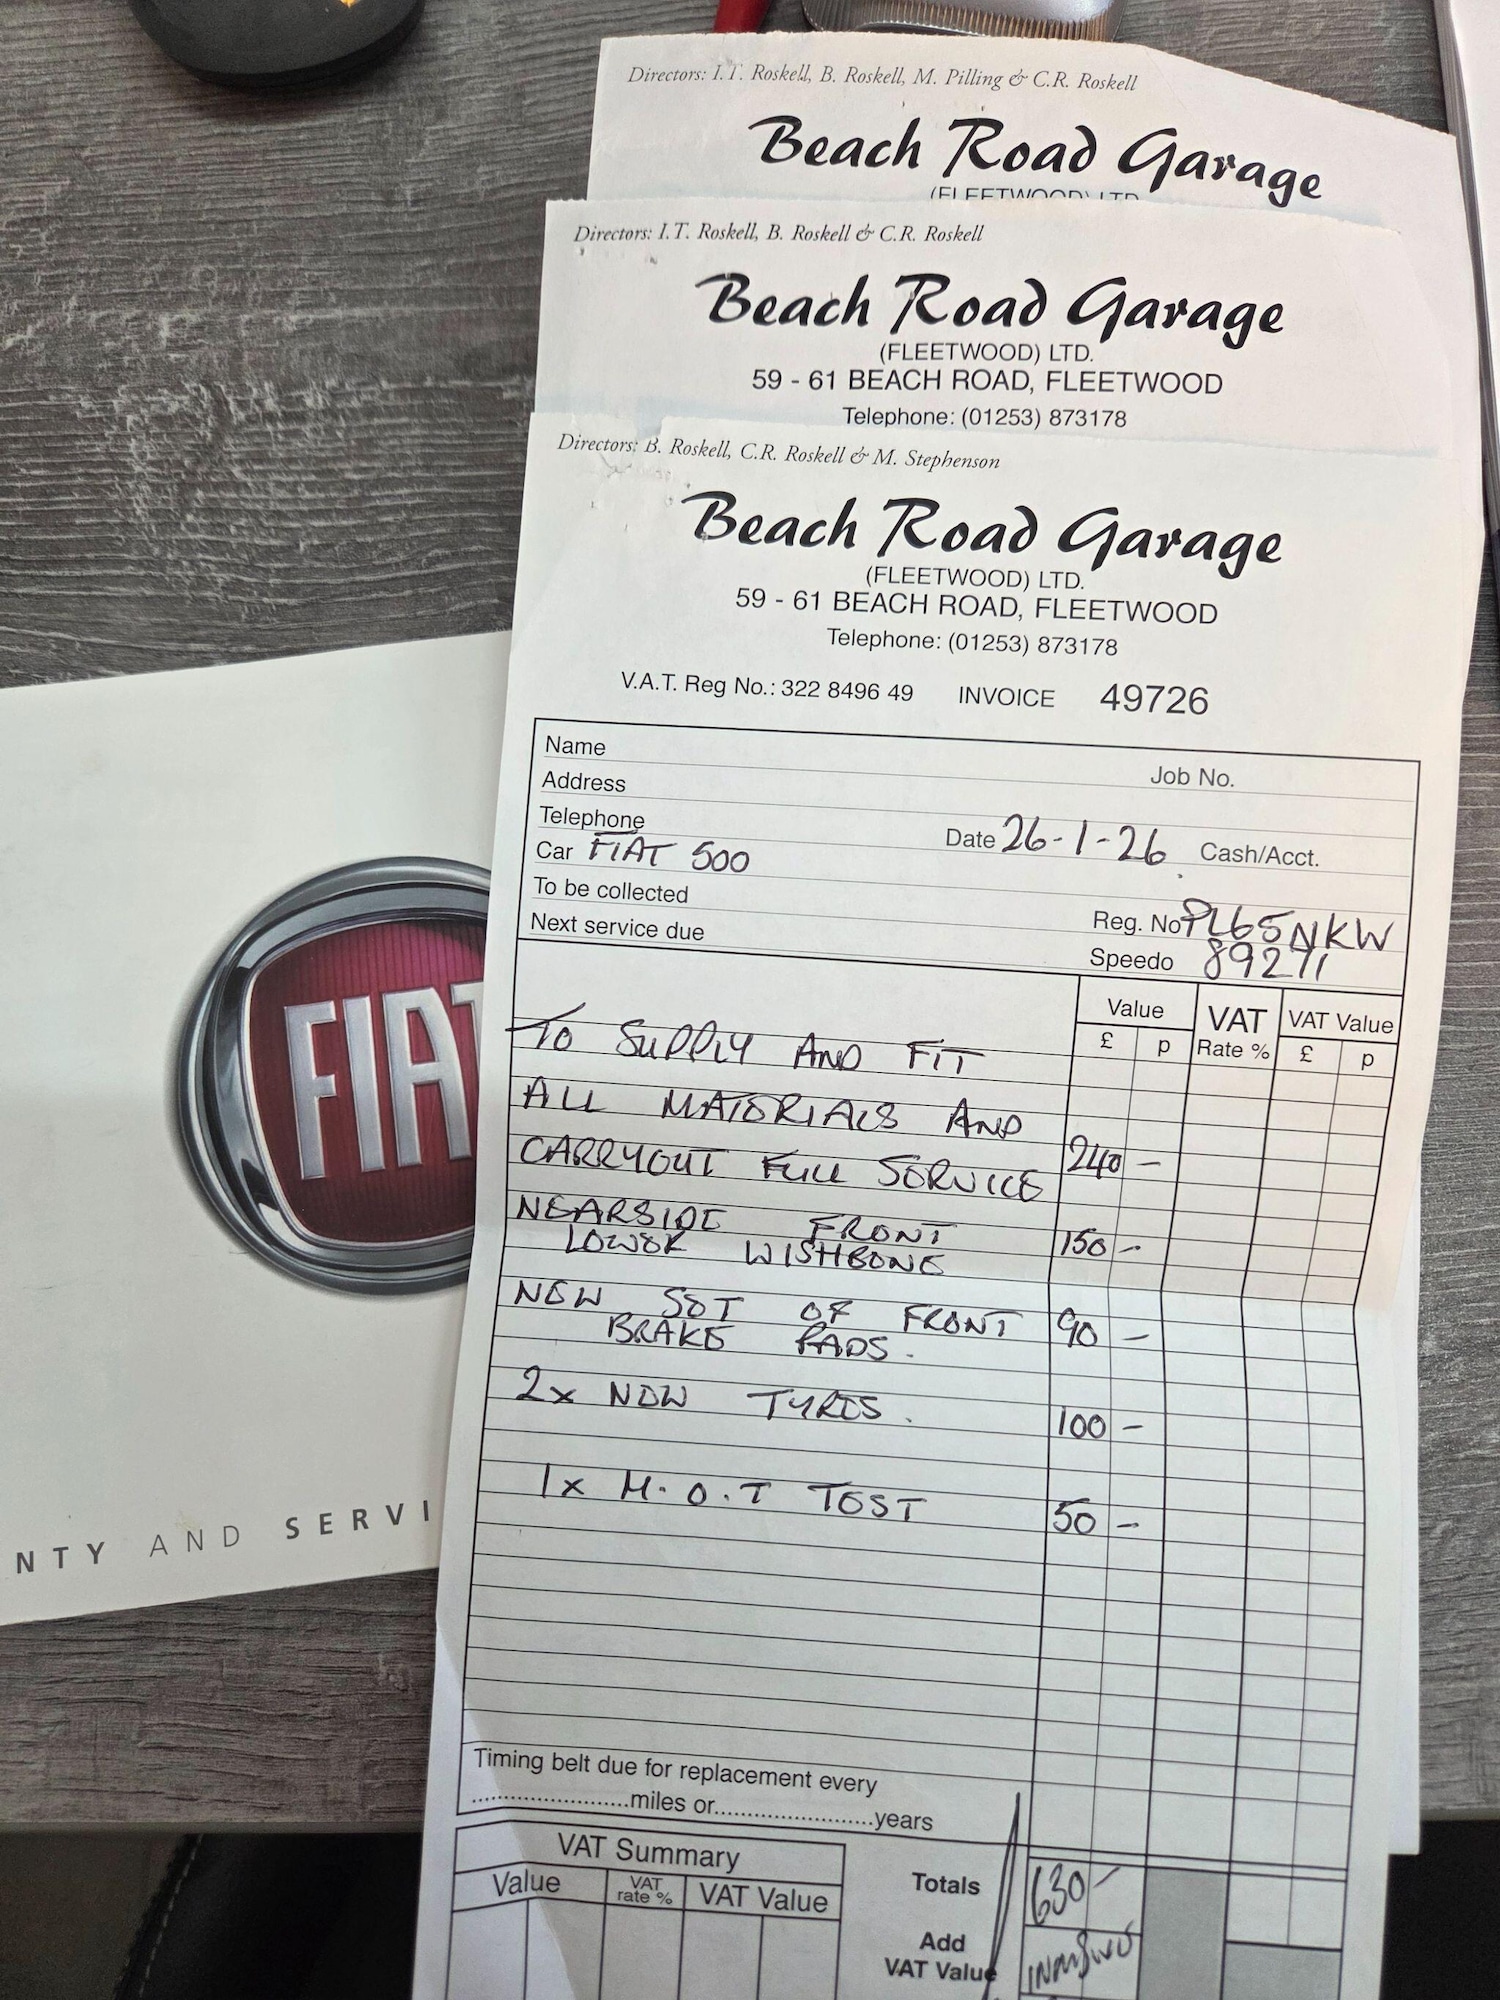 Directors: I.T. Roskell, B. Roskell, M. Pilling & C.R. Roskell
Beach Road Garage
(FLEETWOOD) LTD.
Directors: I.T. Roskell, B. Roskell & C.R. Roskell
Beach Road Garage
(FLEETWOOD) LTD.
59 - 61 BEACH ROAD, FLEETWOOD
Telephone: (01253) 873178
Directors: B. Roskell, C.R. Roskell & M. Stephenson
Beach Road Garage
(FLEETWOOD) LTD.
59 - 61 BEACH ROAD, FLEETWOOD
Telephone: (01253) 873178
V.A.T. Reg No.: 322 8496 49 INVOICE 49726
Name
Job No.
Address
Telephone
Date 26-1-26 Cash/Acct.
Car FIAT 500
To be collected
Reg. No PL65NKW
Next service due
Speedo 89271
Value VAT VAT Value
£ p Rate % £ p
TO SUPPLY AND FIT
ALL MATERIALS AND
CARRYOUT FULL SERVICE 240 -
NEARSIDE FRONT
LOWER WISHBONE 150 -
NEW SET OF FRONT
BRAKE PADS. 90 -
2x NEW TYRES. 100 -
1x M.O.T TEST 50 -
Timing belt due for replacement every
....................miles or....................years
VAT Summary
Value VAT rate % VAT Value
Totals 630 -
Add
VAT Value
FIAT
NTY AND SERVI